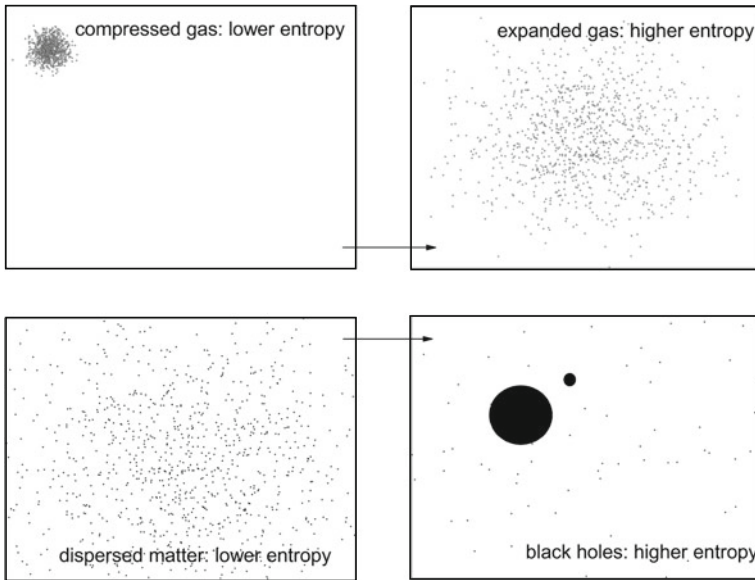 compressed gas: lower entropy
expanded gas: higher entropy
dispersed matter: lower entropy
black holes: higher entropy